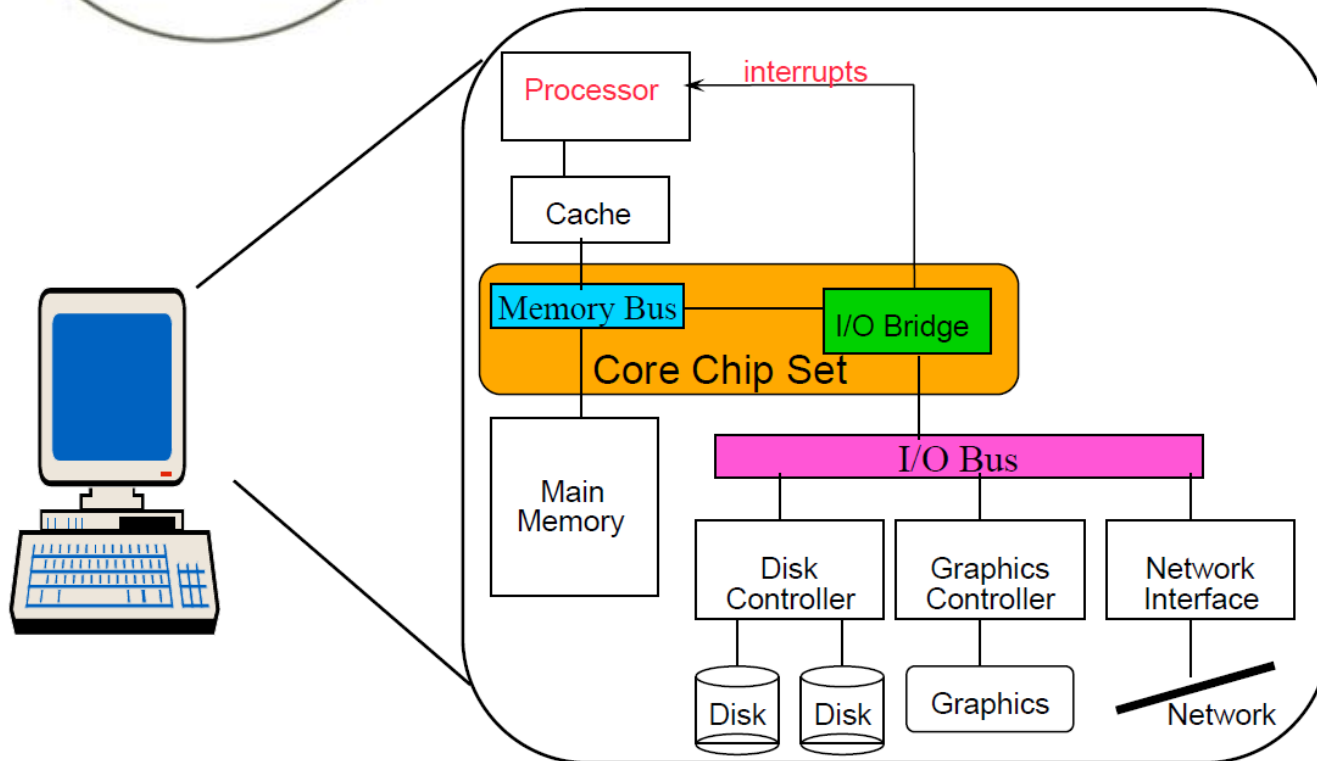 interrupts
Processor
Cache
Memory Bus
I/O Bridge
Core Chip Set
I/O Bus
Main
Memory
Disk
Controller
Graphics
Controller
Network
Interface
Disk
Disk
Graphics
Network